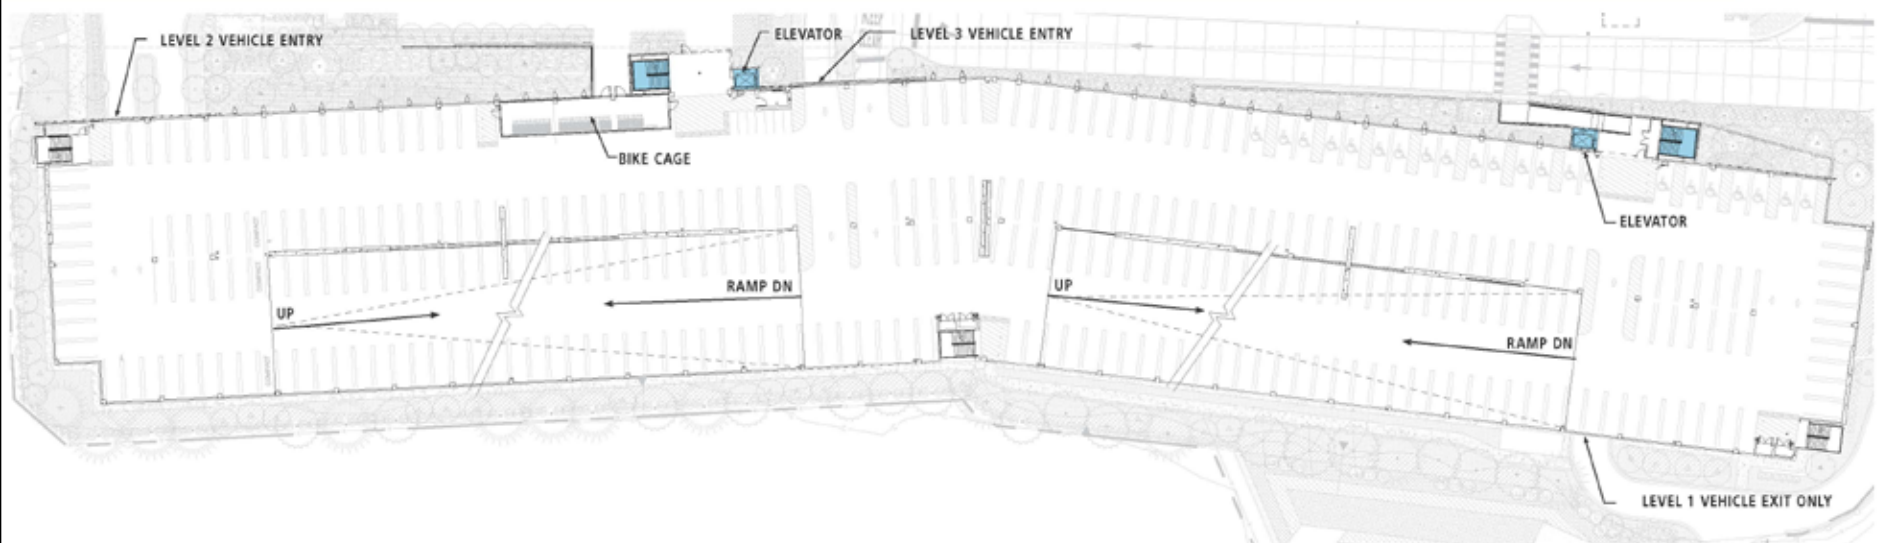 LEVEL 2 VEHICLE ENTRY
ELEVATOR
LEVEL 3 VEHICLE ENTRY
BIKE CAGE
ELEVATOR
UP
RAMP DN
UP
RAMP DN
LEVEL 1 VEHICLE EXIT ONLY